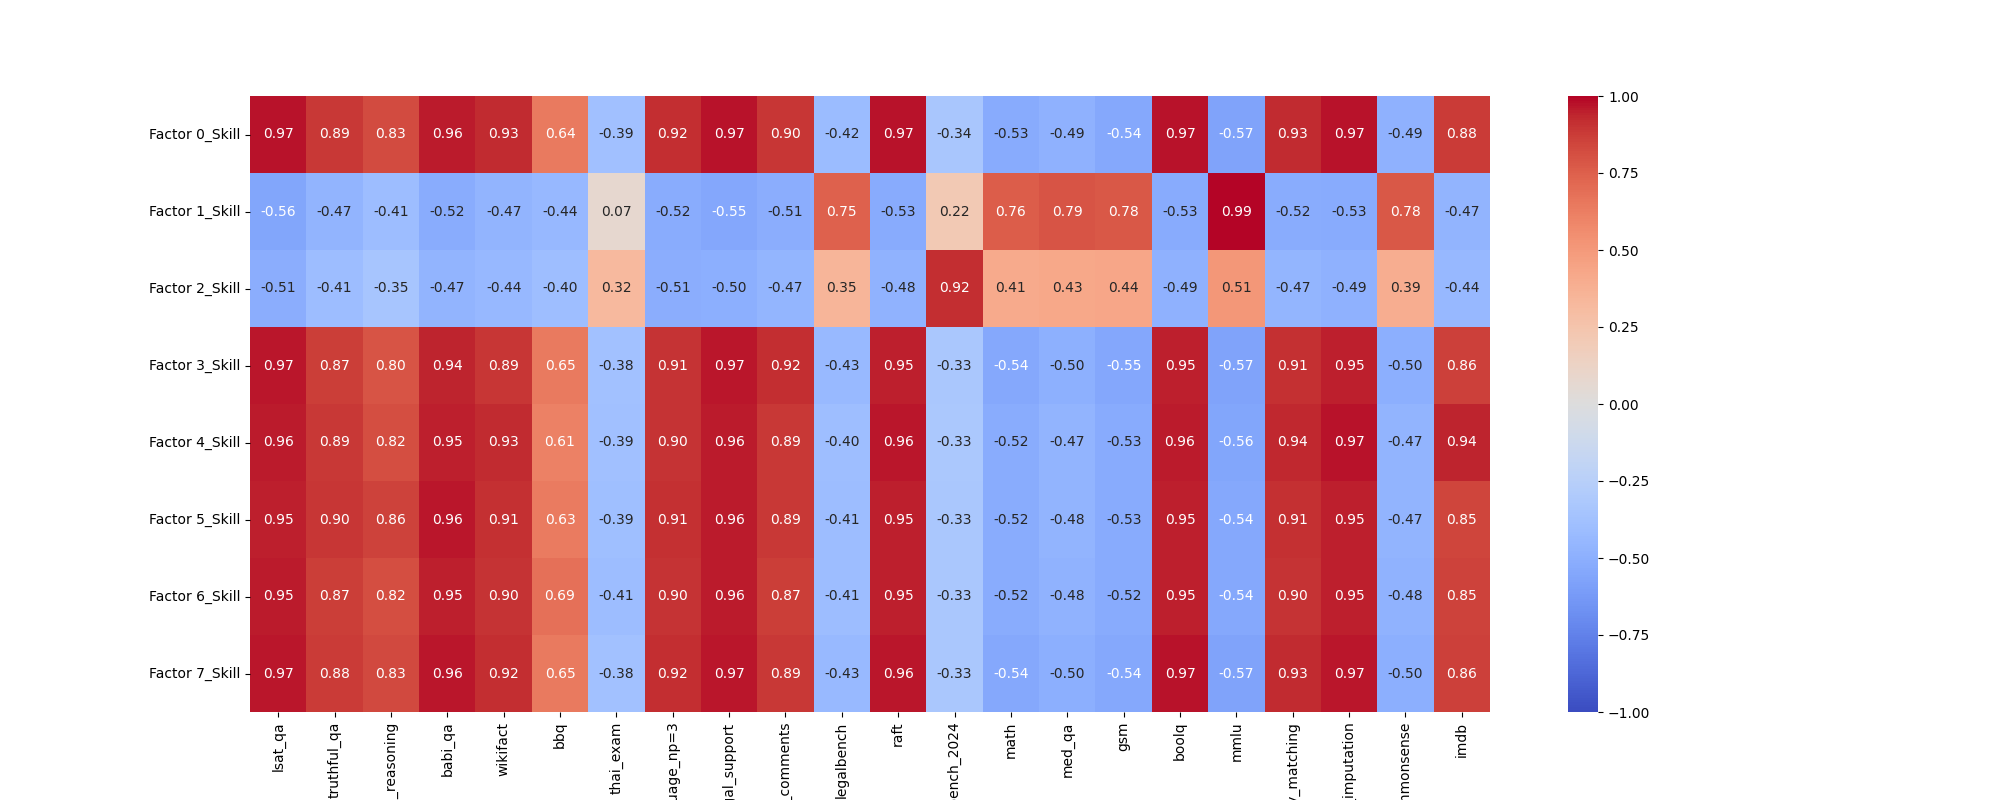 Factor 0_Skill 0.97 0.89 0.83 0.96 0.93 0.64 -0.39 0.92 0.97 0.90 -0.42 0.97 -0.34 -0.53 -0.49 -0.54 0.97 -0.57 0.93 0.97 -0.49 0.88
Factor 1_Skill -0.56 -0.47 -0.41 -0.52 -0.47 -0.44 0.07 -0.52 -0.55 -0.51 0.75 -0.53 0.22 0.76 0.79 0.78 -0.53 0.99 -0.52 -0.53 0.78 -0.47
Factor 2_Skill -0.51 -0.41 -0.35 -0.47 -0.44 -0.40 0.32 -0.51 -0.50 -0.47 0.35 -0.48 0.92 0.41 0.43 0.44 -0.49 0.51 -0.47 -0.49 0.39 -0.44
Factor 3_Skill 0.97 0.87 0.80 0.94 0.89 0.65 -0.38 0.91 0.97 0.92 -0.43 0.95 -0.33 -0.54 -0.50 -0.55 0.95 -0.57 0.91 0.95 -0.50 0.86
Factor 4_Skill 0.96 0.89 0.82 0.95 0.93 0.61 -0.39 0.90 0.96 0.89 -0.40 0.96 -0.33 -0.52 -0.47 -0.53 0.96 -0.56 0.94 0.97 -0.47 0.94
Factor 5_Skill 0.95 0.90 0.86 0.96 0.91 0.63 -0.39 0.91 0.96 0.89 -0.41 0.95 -0.33 -0.52 -0.48 -0.53 0.95 -0.54 0.91 0.95 -0.47 0.85
Factor 6_Skill 0.95 0.87 0.82 0.95 0.90 0.69 -0.41 0.90 0.96 0.87 -0.41 0.95 -0.33 -0.52 -0.48 -0.52 0.95 -0.54 0.90 0.95 -0.48 0.85
Factor 7_Skill 0.97 0.88 0.83 0.96 0.92 0.65 -0.38 0.92 0.97 0.89 -0.43 0.96 -0.33 -0.54 -0.50 -0.54 0.97 -0.57 0.93 0.97 -0.50 0.86
lsat_qa
truthful_qa
_reasoning
babi_qa
wikifact
bbq
thai_exam
uage_np=3
gal_support
_comments
legalbench
raft
ench_2024
math
med_qa
gsm
boolq
mmlu
y_matching
imputation
mmonsense
imdb
1.00
0.75
0.50
0.25
0.00
−0.25
−0.50
−0.75
−1.00